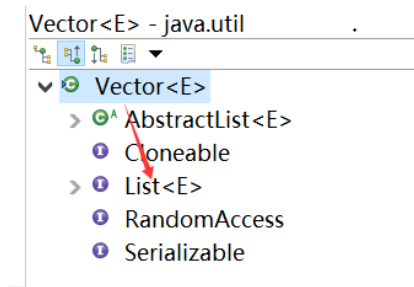 Vector<E> - java.util
Vector<E>
AbstractList<E>
Cloneable
List<E>
RandomAccess
Serializable